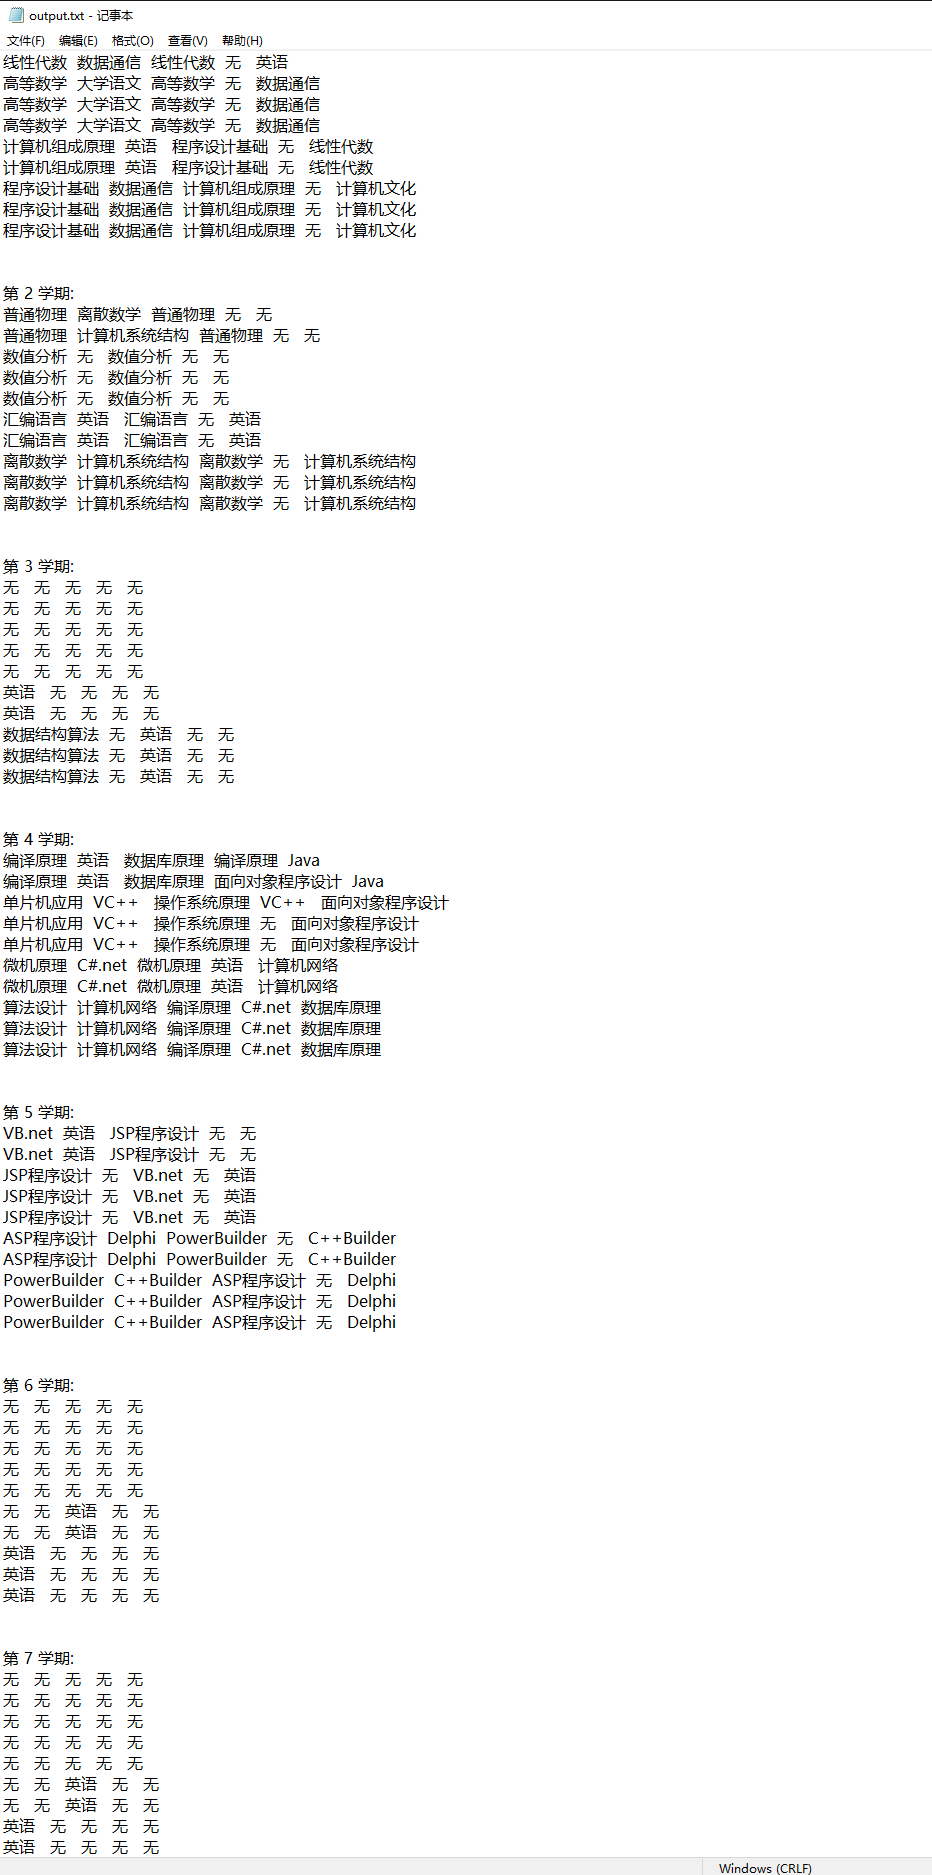 output.txt - 记事本
文件(F) 编辑(E) 格式(O) 查看(V) 帮助(H)
线性代数 数据通信 线性代数 无 英语
高等数学 大学语文 高等数学 无 数据通信
高等数学 大学语文 高等数学 无 数据通信
高等数学 大学语文 高等数学 无 数据通信
计算机组成原理 英语 程序设计基础 无 线性代数
计算机组成原理 英语 程序设计基础 无 线性代数
程序设计基础 数据通信 计算机组成原理 无 计算机文化
程序设计基础 数据通信 计算机组成原理 无 计算机文化
程序设计基础 数据通信 计算机组成原理 无 计算机文化
第 2 学期:
普通物理 离散数学 普通物理 无 无
普通物理 计算机系统结构 普通物理 无 无
数值分析 无 数值分析 无 无
数值分析 无 数值分析 无 无
数值分析 无 数值分析 无 无
汇编语言 英语 汇编语言 无 英语
汇编语言 英语 汇编语言 无 英语
离散数学 计算机系统结构 离散数学 无 计算机系统结构
离散数学 计算机系统结构 离散数学 无 计算机系统结构
离散数学 计算机系统结构 离散数学 无 计算机系统结构
第 3 学期:
无 无 无 无 无
无 无 无 无 无
无 无 无 无 无
无 无 无 无 无
无 无 无 无 无
英语 无 无 无 无
英语 无 无 无 无
数据结构算法 无 英语 无 无
数据结构算法 无 英语 无 无
数据结构算法 无 英语 无 无
第 4 学期:
编译原理 英语 数据库原理 编译原理 Java
编译原理 英语 数据库原理 面向对象程序设计 Java
单片机应用 VC++ 操作系统原理 VC++ 面向对象程序设计
单片机应用 VC++ 操作系统原理 无 面向对象程序设计
单片机应用 VC++ 操作系统原理 无 面向对象程序设计
微机原理 C#.net 微机原理 英语 计算机网络
微机原理 C#.net 微机原理 英语 计算机网络
算法设计 计算机网络 编译原理 C#.net 数据库原理
算法设计 计算机网络 编译原理 C#.net 数据库原理
算法设计 计算机网络 编译原理 C#.net 数据库原理
第 5 学期:
VB.net 英语 JSP程序设计 无 无
VB.net 英语 JSP程序设计 无 无
JSP程序设计 无 VB.net 无 英语
JSP程序设计 无 VB.net 无 英语
JSP程序设计 无 VB.net 无 英语
ASP程序设计 Delphi PowerBuilder 无 C++Builder
ASP程序设计 Delphi PowerBuilder 无 C++Builder
PowerBuilder C++Builder ASP程序设计 无 Delphi
PowerBuilder C++Builder ASP程序设计 无 Delphi
PowerBuilder C++Builder ASP程序设计 无 Delphi
第 6 学期:
无 无 无 无 无
无 无 无 无 无
无 无 无 无 无
无 无 无 无 无
无 无 无 无 无
无 无 英语 无 无
无 无 英语 无 无
英语 无 无 无 无
英语 无 无 无 无
英语 无 无 无 无
第 7 学期:
无 无 无 无 无
无 无 无 无 无
无 无 无 无 无
无 无 无 无 无
无 无 无 无 无
无 无 英语 无 无
无 无 英语 无 无
英语 无 无 无 无
英语 无 无 无 无
Windows (CRLF)